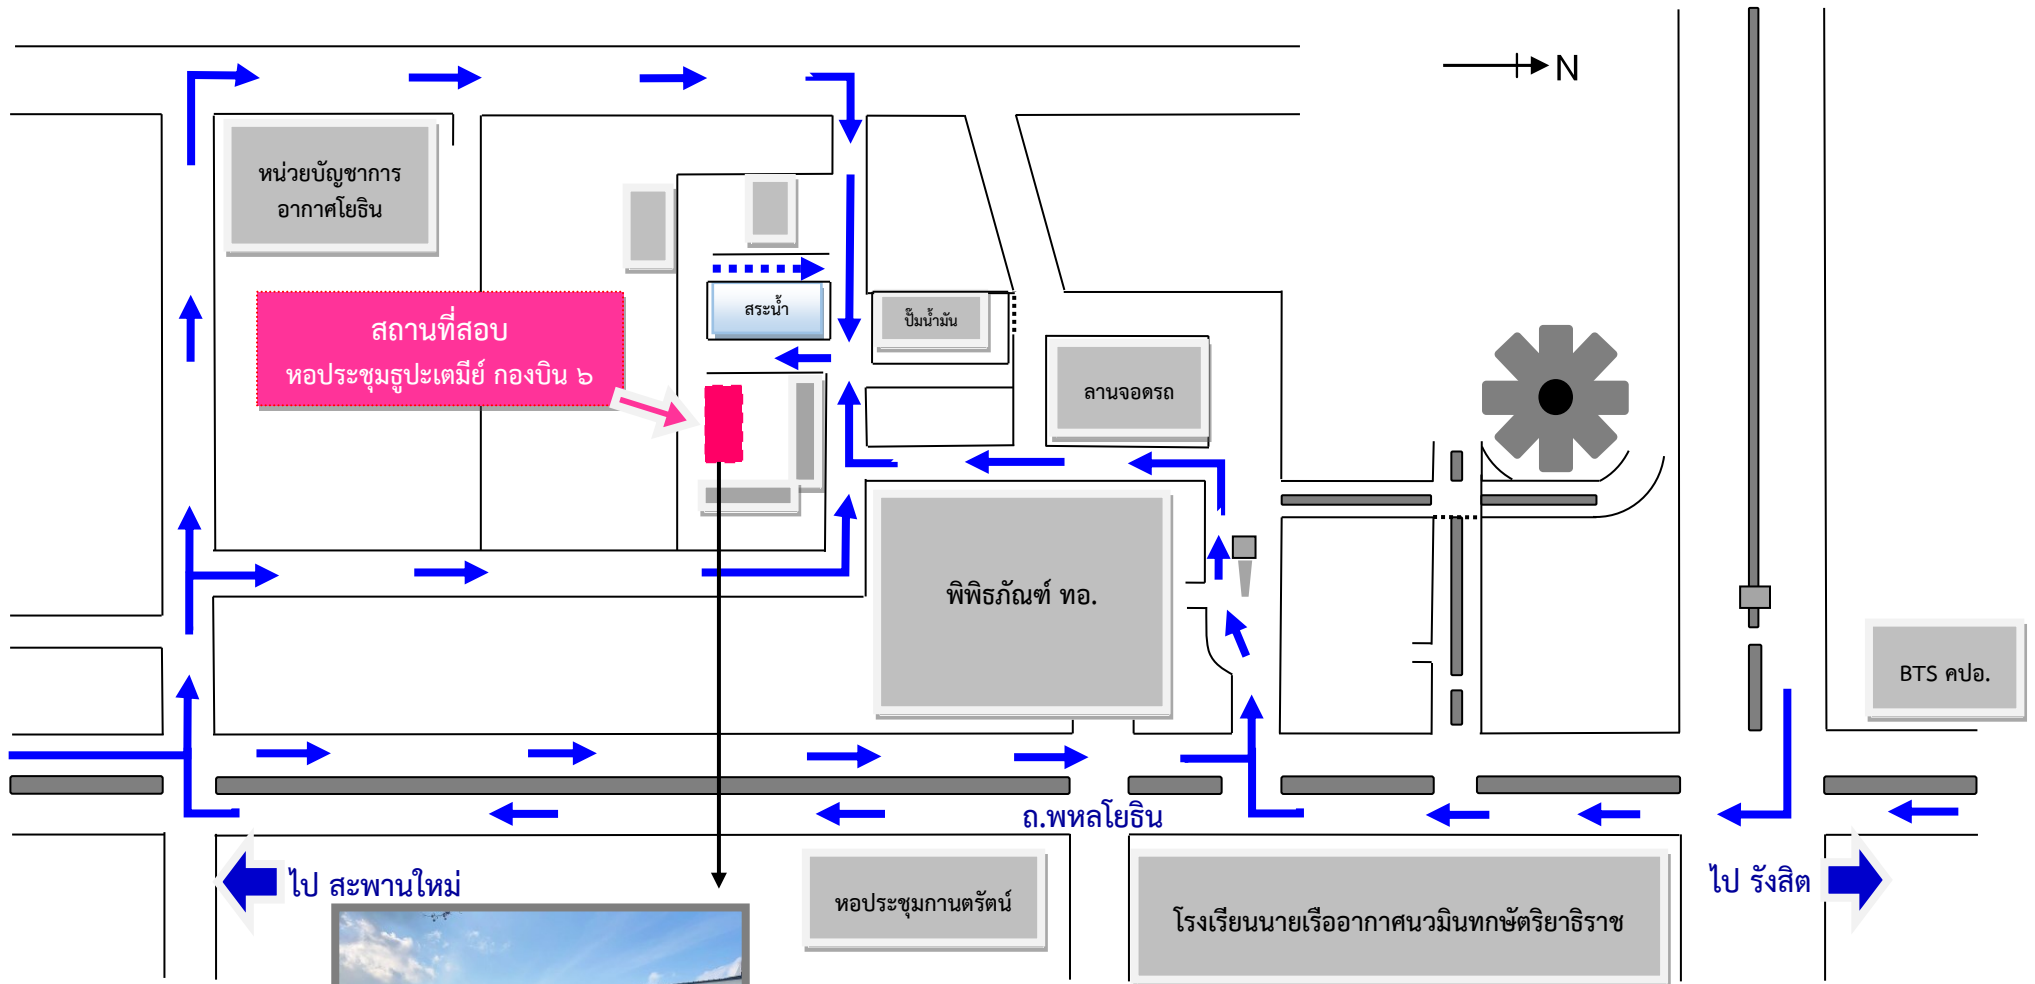 N
หน่วยบัญชาการ
อากาศโยธิน
สถานที่สอบ
หอประชุมธูปะเตมีย์ กองบิน ๖
สระน้ำ
ปั๊มน้ำมัน
ลานจอดรถ
พิพิธภัณฑ์ ทอ.
BTS คปอ.
ถ.พหลโยธิน
ไป สะพานใหม่
ไป รังสิต
หอประชุมกานตรัตน์
โรงเรียนนายเรืออากาศนวมินทกษัตริยาธิราช